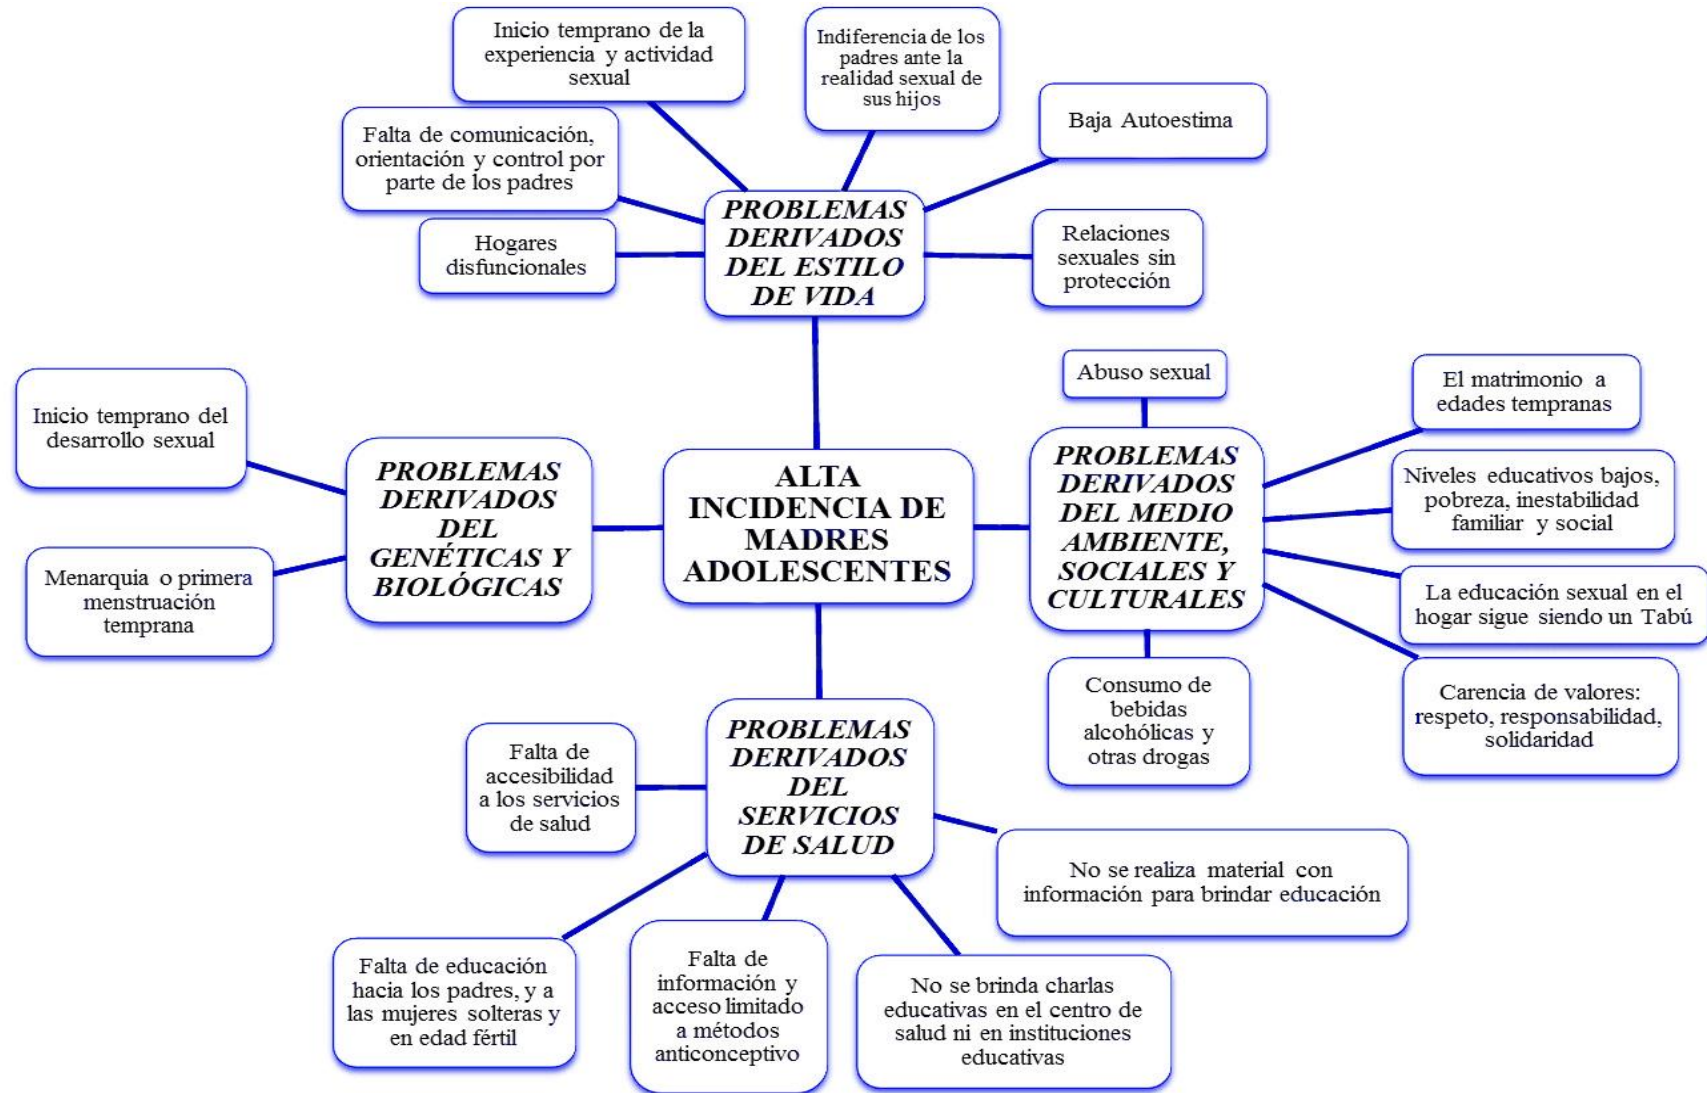 Inicio temprano de la
experiencia y actividad
sexual
Indiferencia de los
padres ante la
realidad sexual de
sus hijos
Baja Autoestima
Falta de comunicación,
orientación y control por
parte de los padres
Hogares
disfuncionales
PROBLEMAS
DERIVADOS
DEL ESTILO
DE VIDA
Relaciones
sexuales sin
protección
Inicio temprano del
desarrollo sexual
Menarquia o primera
menstruación
temprana
PROBLEMAS
DERIVADOS
DEL
GENÉTICAS Y
BIOLÓGICAS
ALTA
INCIDENCIA DE
MADRES
ADOLESCENTES
Abuso sexual
PROBLEMAS
DERIVADOS
DEL MEDIO
AMBIENTE,
SOCIALES Y
CULTURALES
El matrimonio a
edades tempranas
Niveles educativos bajos,
pobreza, inestabilidad
familiar y social
La educación sexual en el
hogar sigue siendo un Tabú
Carencia de valores:
respeto, responsabilidad,
solidaridad
Consumo de
bebidas
alcohólicas y
otras drogas
PROBLEMAS
DERIVADOS
DEL
SERVICIOS
DE SALUD
Falta de
accesibilidad
a los servicios
de salud
Falta de educación
hacia los padres, y a
las mujeres solteras y
en edad fértil
Falta de
información y
acceso limitado
a métodos
anticonceptivo
No se brinda charlas
educativas en el centro de
salud ni en instituciones
educativas
No se realiza material con
información para brindar educación